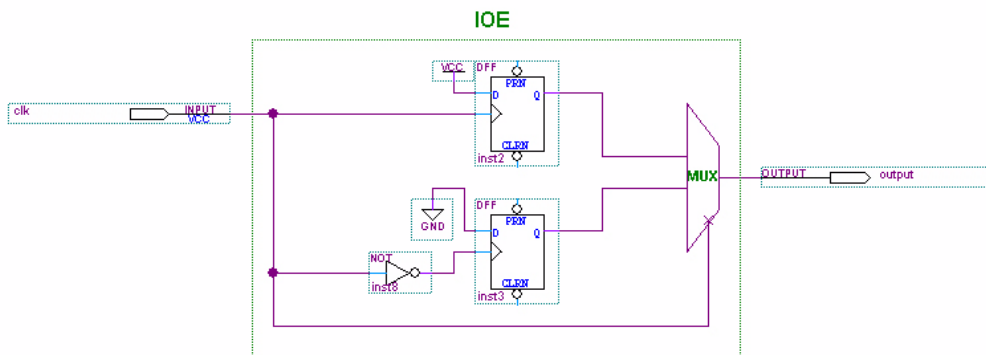 IOE
VCC
DFF
PRN
D
Q
CLRN
inst2
clk
INPUT
VCC
MUX
OUTPUT
output
GND
DFF
PRN
D
Q
CLRN
inst3
NOT
inst8